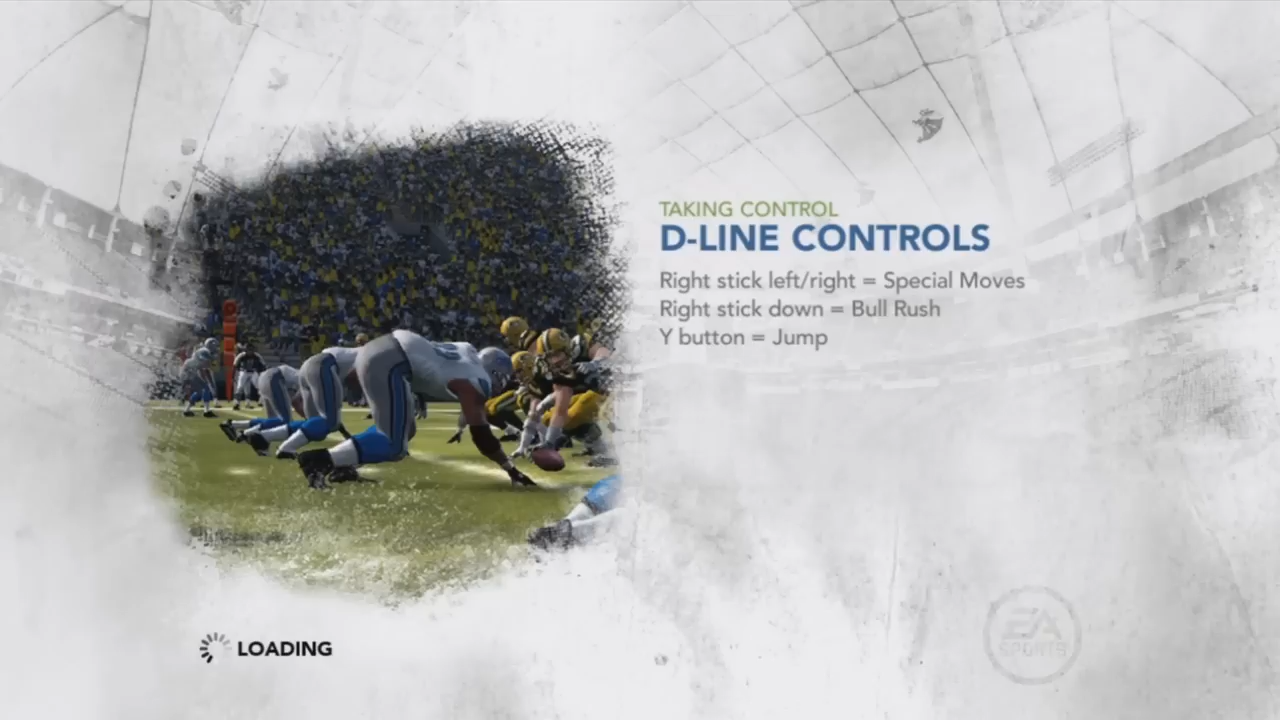 TAKING CONTROL
D-LINE CONTROLS
Right stick left/right = Special Moves
Right stick down = Bull Rush
Y button = Jump
LOADING
EA
SPORTS